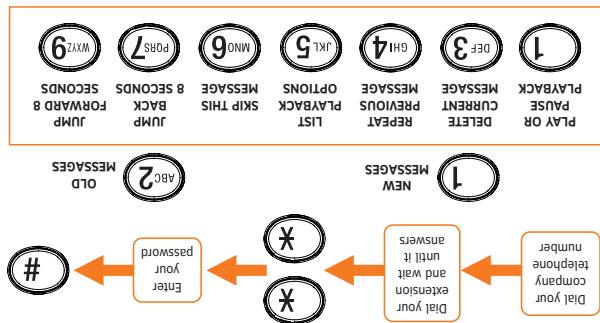 Dial your
company
telephone
number
Dial your
extension
and wait
until it
answers
*
*
Enter
your
password
#
1
NEW
MESSAGES
ABC 2
OLD
MESSAGES
PLAY OR
PAUSE
PLAYBACK
1
DELETE
CURRENT
MESSAGE
DEF 3
REPEAT
PREVIOUS
MESSAGE
GHI 4
LIST
PLAYBACK
OPTIONS
JKL 5
SKIP THIS
MESSAGE
MNO 6
JUMP
BACK
8 SECONDS
PQRS 7
JUMP
FORWARD 8
SECONDS
WXYZ 9